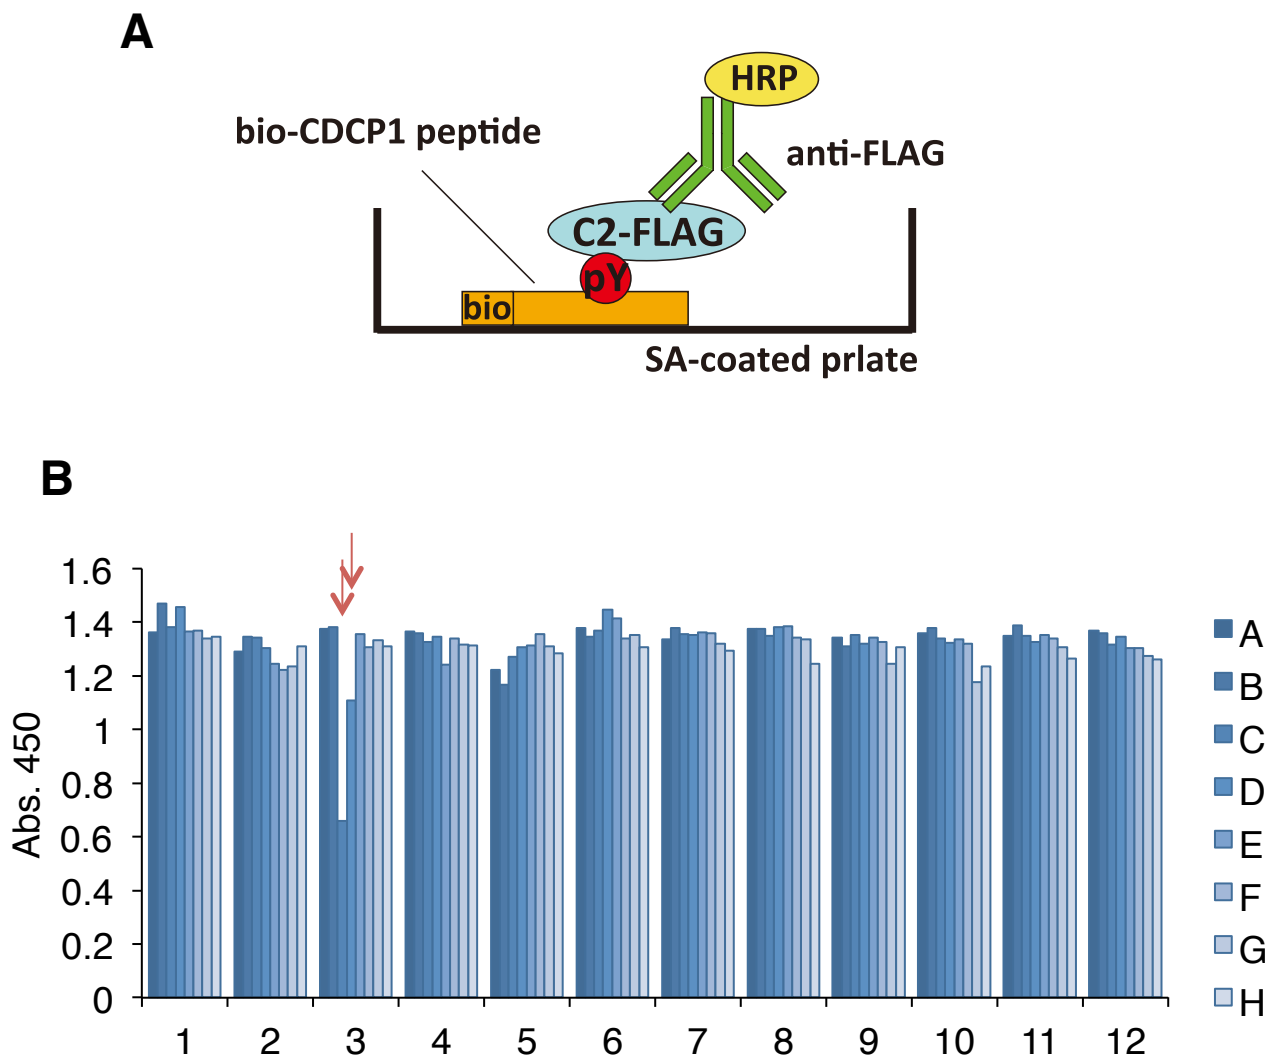 A
HRP
bio-CDCP1 peptide
anti-FLAG
C2-FLAG
pY
bio
SA-coated prlate
B
1.6
1.4
1.2
1
0.8
0.6
0.4
0.2
0
Abs. 450
1 2 3 4 5 6 7 8 9 10 11 12
A
B
C
D
E
F
G
H